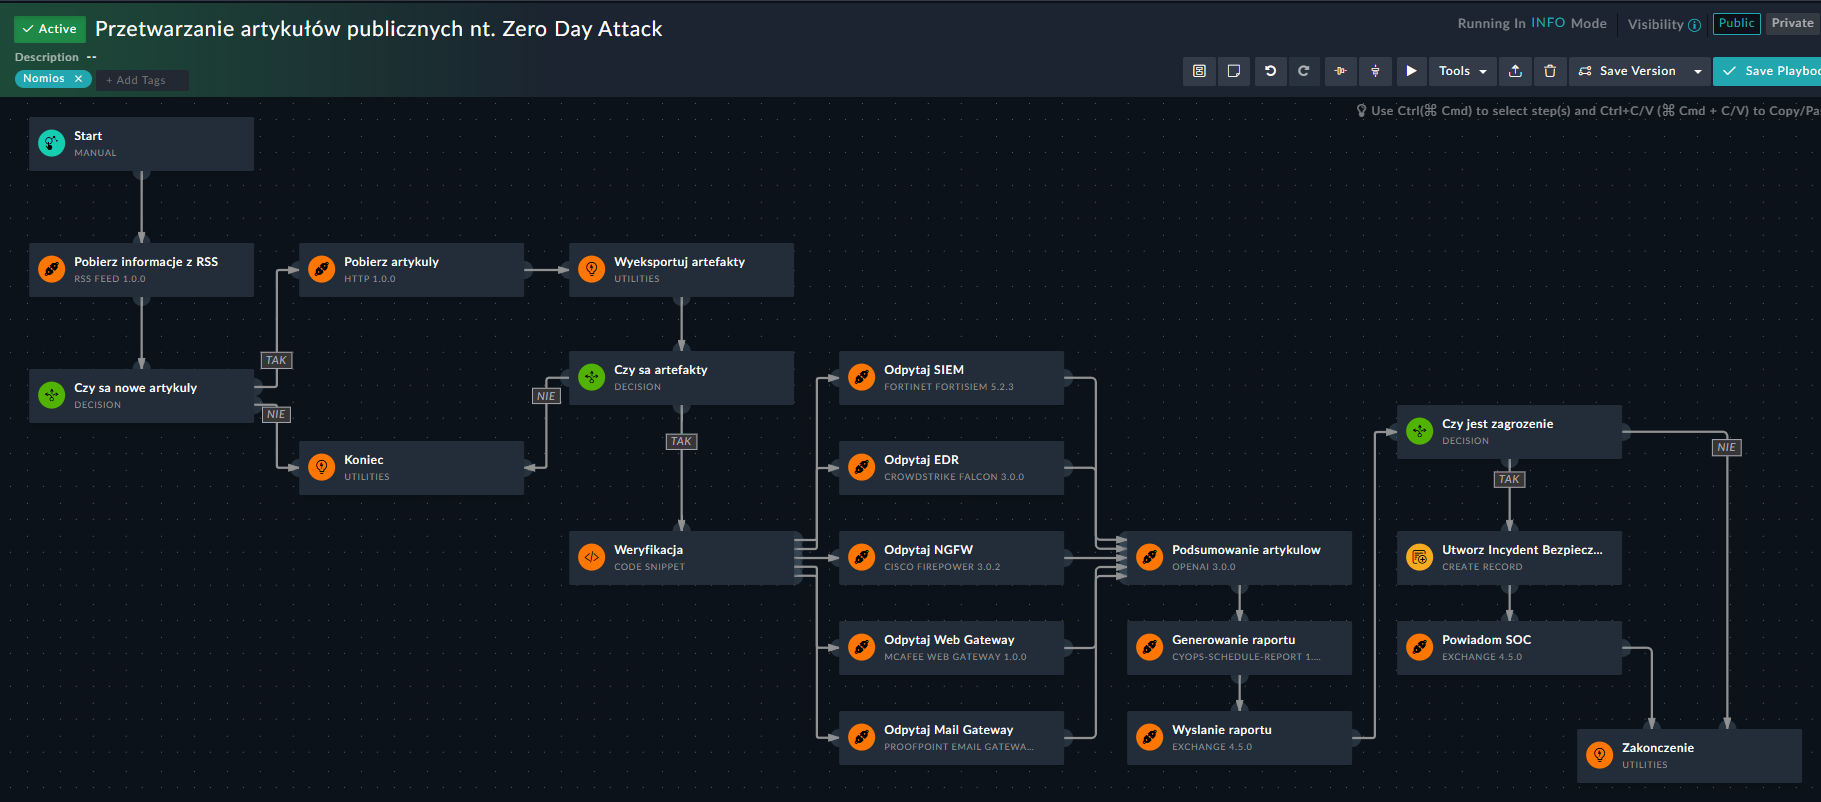 Active
Przetwarzanie artykułów publicznych nt. Zero Day Attack
Running In INFO Mode
Visibility
Public
Private
Description --
Nomios ×
+ Add Tags
Tools
Save Version
Save Playboo
Use Ctrl(⌘ Cmd) to select step(s) and Ctrl+C/V (⌘ Cmd + C/V) to Copy/Pa
Start
MANUAL
Pobierz informacje z RSS
RSS FEED 1.0.0
Pobierz artykuly
HTTP 1.0.0
Wyeksportuj artefakty
UTILITIES
TAK
Czy sa nowe artykuly
DECISION
NIE
Czy sa artefakty
DECISION
NIE
TAK
Koniec
UTILITIES
Weryfikacja
CODE SNIPPET
Odpytaj SIEM
FORTINET FORTISIEM 5.2.3
Odpytaj EDR
CROWDSTRIKE FALCON 3.0.0
Odpytaj NGFW
CISCO FIREPOWER 3.0.2
Odpytaj Web Gateway
MCAFEE WEB GATEWAY 1.0.0
Odpytaj Mail Gateway
PROOFPOINT EMAIL GATEWA...
Podsumowanie artykulow
OPENAI 3.0.0
Generowanie raportu
CYOPS-SCHEDULE-REPORT 1....
Wyslanie raportu
EXCHANGE 4.5.0
Czy jest zagrozenie
DECISION
NIE
TAK
Utworz Incydent Bezpiecz...
CREATE RECORD
Powiadom SOC
EXCHANGE 4.5.0
Zakonczenie
UTILITIES